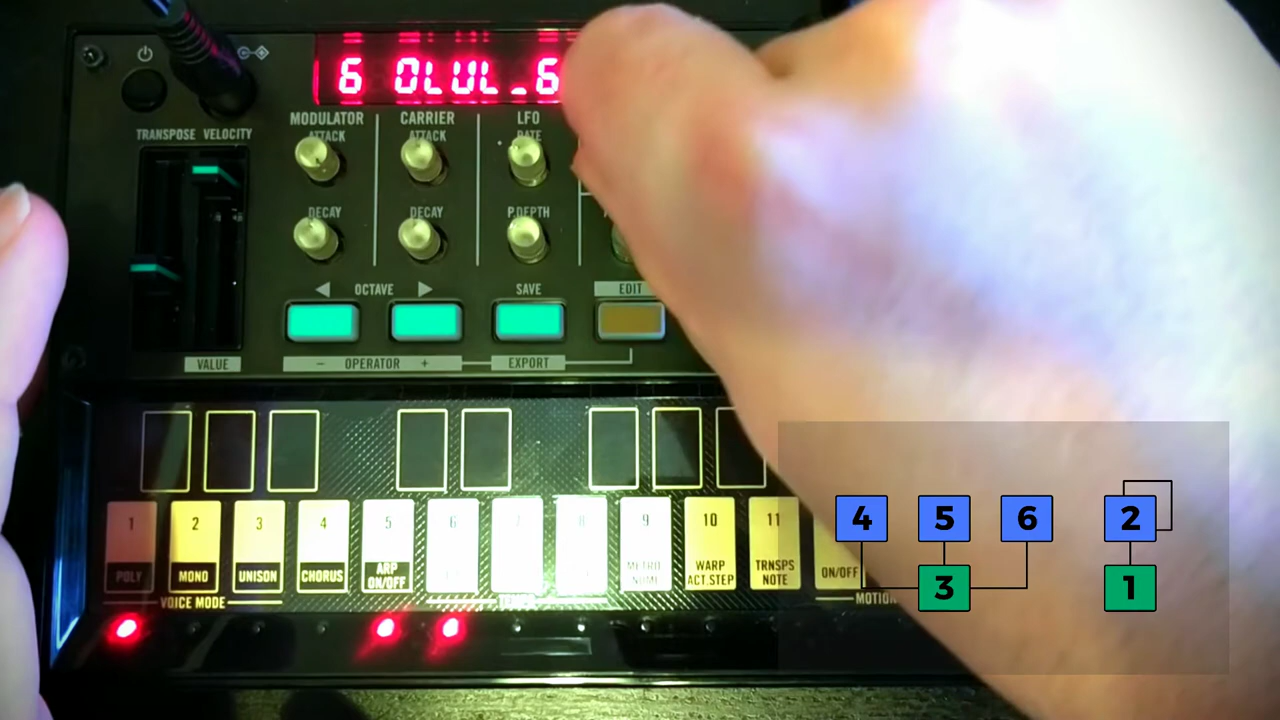 6 OLUL_6
MODULATOR CARRIER LFO
ATTACK ATTACK RATE
TRANSPOSE VELOCITY
DECAY DECAY P.DEPTH
OCTAVE SAVE EDIT
VALUE - OPERATOR + EXPORT
1 2 3 4 5 6 7 8 9 10 11
POLY MONO UNISON CHORUS ARP ON/OFF METRO NOME WARP ACT.STEP TRNSPS NOTE ON/OFF
VOICE MODE MOTION
4 5 6 2
3 1